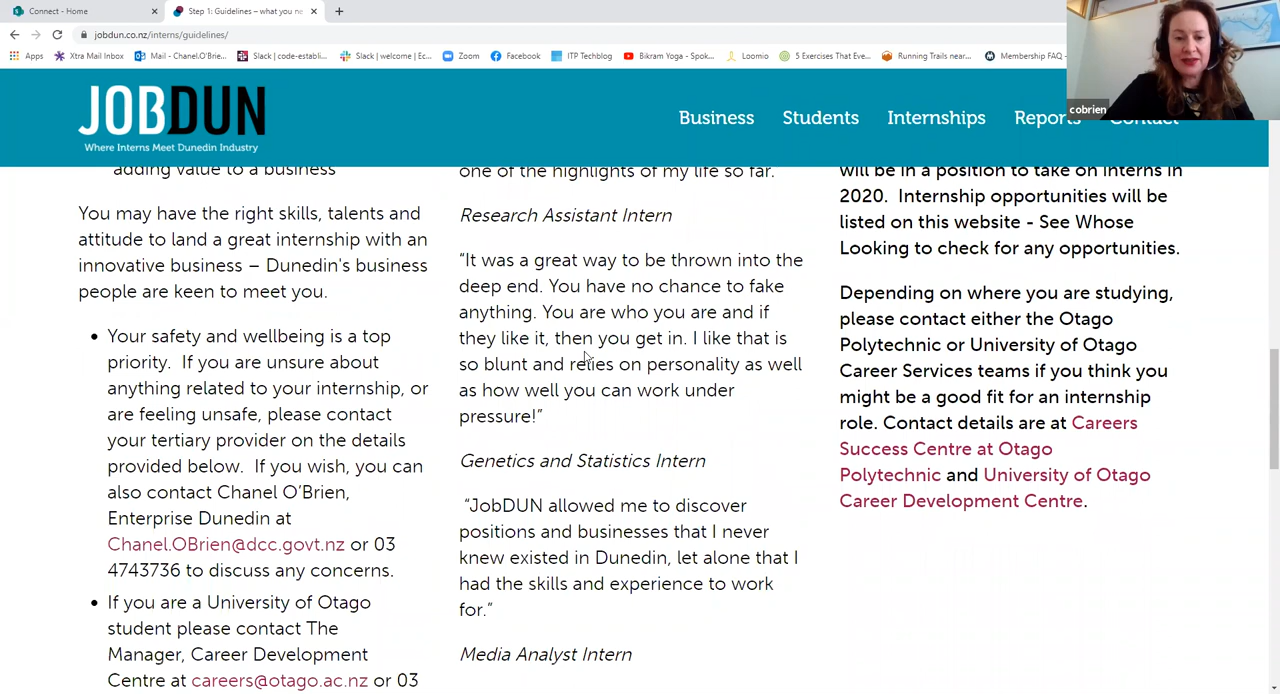 Connect - Home
Step 1: Guidelines – what you ne
jobdun.co.nz/interns/guidelines/
Apps
Xtra Mail Inbox
Mail - Chanel.O'Brie...
Slack | code-establi...
Slack | welcome | Ec...
Zoom
Facebook
ITP Techblog
Bikram Yoga - Spok...
Loomio
5 Exercises That Eve...
Running Trails near...
Membership FAQ -
cobrien
JOBDUN
Where Interns Meet Dunedin Industry
Business
Students
Internships
Reports
Contact
adding value to a business
You may have the right skills, talents and
attitude to land a great internship with an
innovative business – Dunedin's business
people are keen to meet you.
• Your safety and wellbeing is a top
priority. If you are unsure about
anything related to your internship, or
are feeling unsafe, please contact
your tertiary provider on the details
provided below. If you wish, you can
also contact Chanel O’Brien,
Enterprise Dunedin at
Chanel.OBrien@dcc.govt.nz or 03
4743736 to discuss any concerns.
• If you are a University of Otago
student please contact The
Manager, Career Development
Centre at careers@otago.ac.nz or 03
one of the highlights of my life so far.
Research Assistant Intern
“It was a great way to be thrown into the
deep end. You have no chance to fake
anything. You are who you are and if
they like it, then you get in. I like that is
so blunt and relies on personality as well
as how well you can work under
pressure!”
Genetics and Statistics Intern
“JobDUN allowed me to discover
positions and businesses that I never
knew existed in Dunedin, let alone that I
had the skills and experience to work
for.”
Media Analyst Intern
will be in a position to take on interns in
2020. Internship opportunities will be
listed on this website - See Whose
Looking to check for any opportunities.
Depending on where you are studying,
please contact either the Otago
Polytechnic or University of Otago
Career Services teams if you think you
might be a good fit for an internship
role. Contact details are at Careers
Success Centre at Otago
Polytechnic and University of Otago
Career Development Centre.